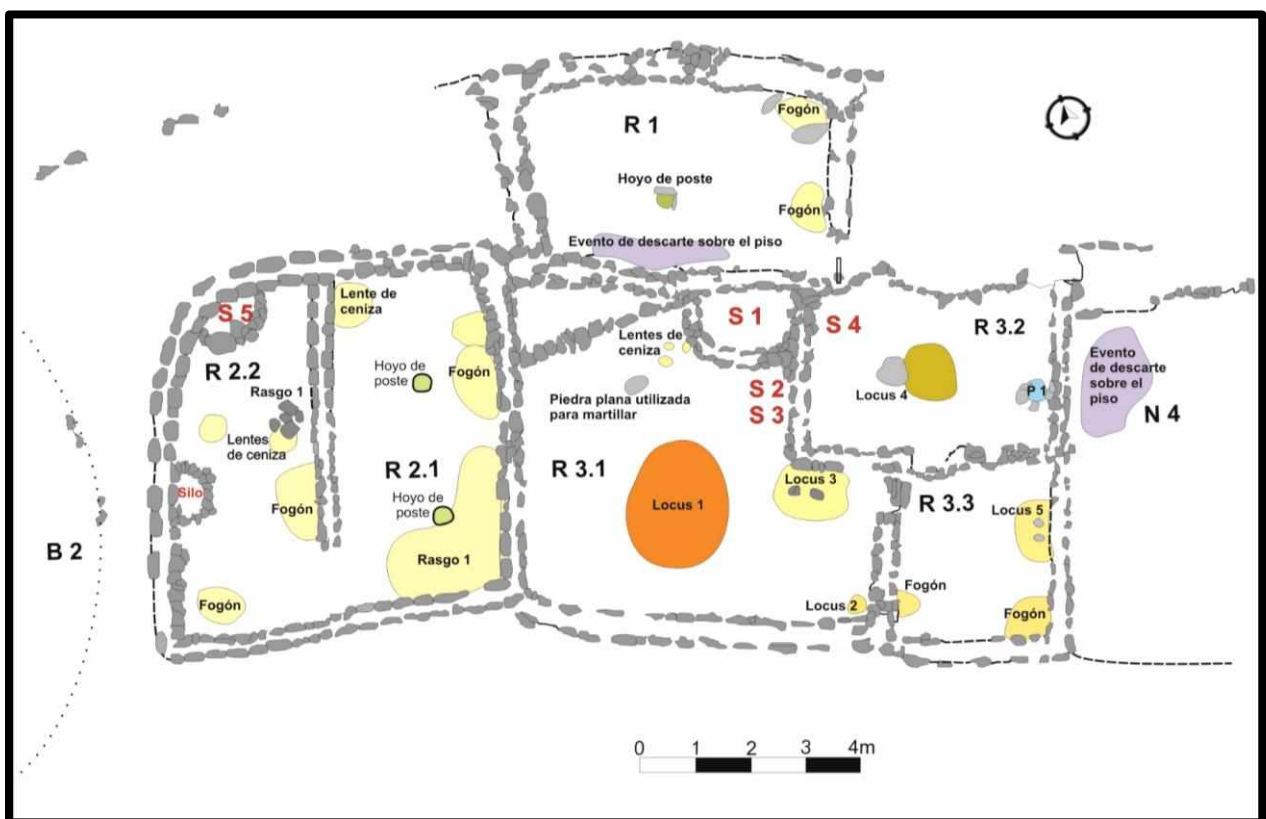 Fogón
R 1
Hoyo de poste
Fogón
Evento de descarte sobre el piso
S 5
R 2.2
Rasgo 1
Lentes
de ceniza
Silo
Fogón
Fogón
B 2
Lente de
ceniza
Hoyo de
poste
Fogón
R 2.1
Hoyo de
poste
Rasgo 1
S 1
Lentes de
ceniza
S 2
S 3
Piedra plana utilizada
para martillar
R 3.1
Locus 1
Locus 3
Locus 2
S 4
R 3.2
Locus 4
P 1
Evento
de descarte
sobre el
piso
N 4
R 3.3
Locus 5
Fogón
Fogón
0 1 2 3 4m